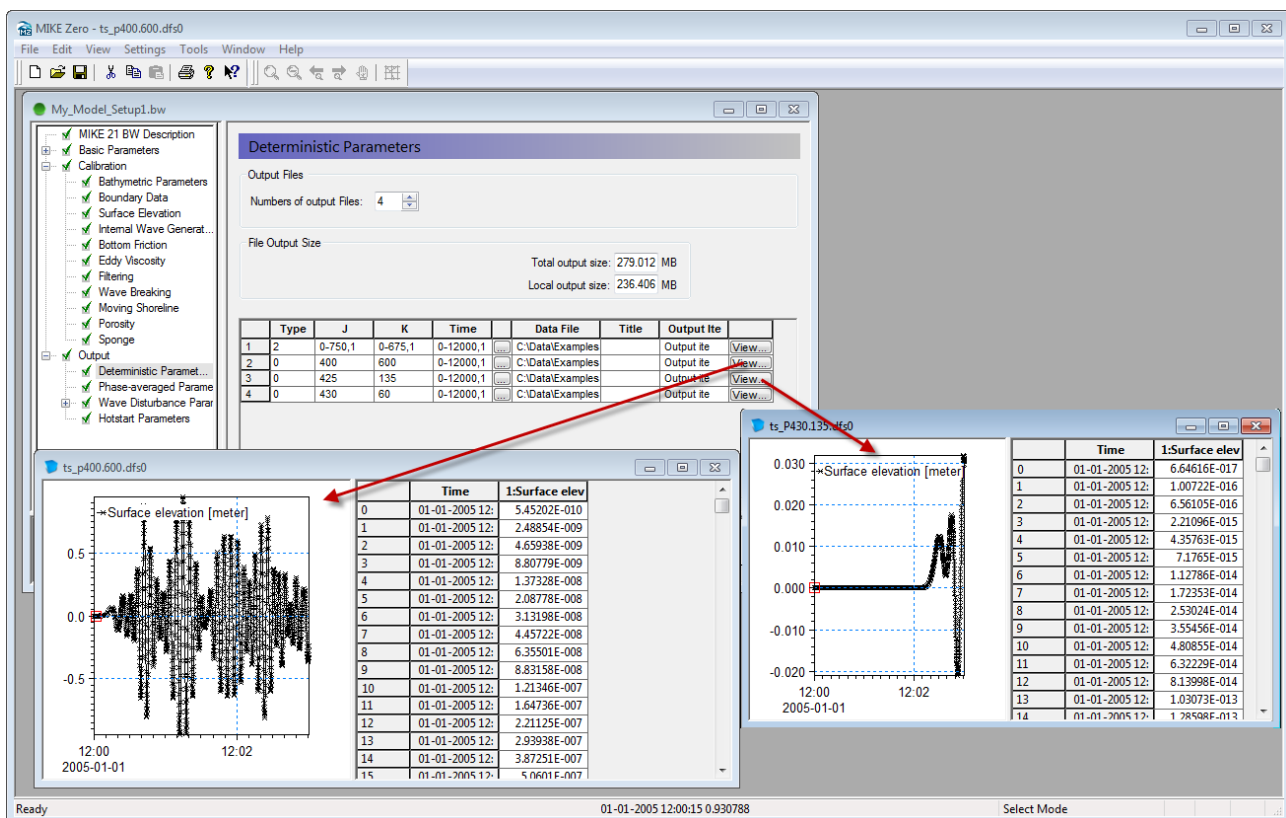 MIKE Zero - ts_p400.600.dfs0
File Edit View Settings Tools Window Help
My_Model_Setup1.bw
MIKE 21 BW Description
Basic Parameters
Calibration
Bathymetric Parameters
Boundary Data
Surface Elevation
Internal Wave Generat...
Bottom Friction
Eddy Viscosity
Filtering
Wave Breaking
Moving Shoreline
Porosity
Sponge
Output
Deterministic Paramet...
Phase-averaged Parame
Wave Disturbance Parar
Hotstart Parameters
Deterministic Parameters
Output Files
Numbers of output Files: 4
File Output Size
Total output size: 279.012 MB
Local output size: 236.406 MB
Type J K Time Data File Title Output Ite
1 2 0-750,1 0-675,1 0-12000,1 ... C:\Data\Examples Output ite View...
2 0 400 600 0-12000,1 ... C:\Data\Examples Output ite View...
3 0 425 135 0-12000,1 ... C:\Data\Examples Output ite View...
4 0 430 60 0-12000,1 ... C:\Data\Examples Output ite View...
ts_p400.600.dfs0
Surface elevation [meter]
0.5
0.0
-0.5
12:00 12:02
2005-01-01
Time 1:Surface elev
0 01-01-2005 12: 5.45202E-010
1 01-01-2005 12: 2.48854E-009
2 01-01-2005 12: 4.65938E-009
3 01-01-2005 12: 8.80779E-009
4 01-01-2005 12: 1.37328E-008
5 01-01-2005 12: 2.08778E-008
6 01-01-2005 12: 3.13198E-008
7 01-01-2005 12: 4.45722E-008
8 01-01-2005 12: 6.35501E-008
9 01-01-2005 12: 8.83158E-008
10 01-01-2005 12: 1.21346E-007
11 01-01-2005 12: 1.64736E-007
12 01-01-2005 12: 2.21125E-007
13 01-01-2005 12: 2.93938E-007
14 01-01-2005 12: 3.87251E-007
15 01-01-2005 12: 5.0601E-007
ts_P430.135.dfs0
Surface elevation [meter]
0.030
0.020
0.010
0.000
-0.010
-0.020
12:00 12:02
2005-01-01
Time 1:Surface elev
0 01-01-2005 12: 6.64616E-017
1 01-01-2005 12: 1.00722E-016
2 01-01-2005 12: 6.56105E-016
3 01-01-2005 12: 2.21096E-015
4 01-01-2005 12: 4.35763E-015
5 01-01-2005 12: 7.1765E-015
6 01-01-2005 12: 1.12786E-014
7 01-01-2005 12: 1.72353E-014
8 01-01-2005 12: 2.53024E-014
9 01-01-2005 12: 3.55456E-014
10 01-01-2005 12: 4.80855E-014
11 01-01-2005 12: 6.32229E-014
12 01-01-2005 12: 8.13998E-014
13 01-01-2005 12: 1.03073E-013
14 01-01-2005 12: 1.28598E-013
Ready 01-01-2005 12:00:15 0.930788 Select Mode